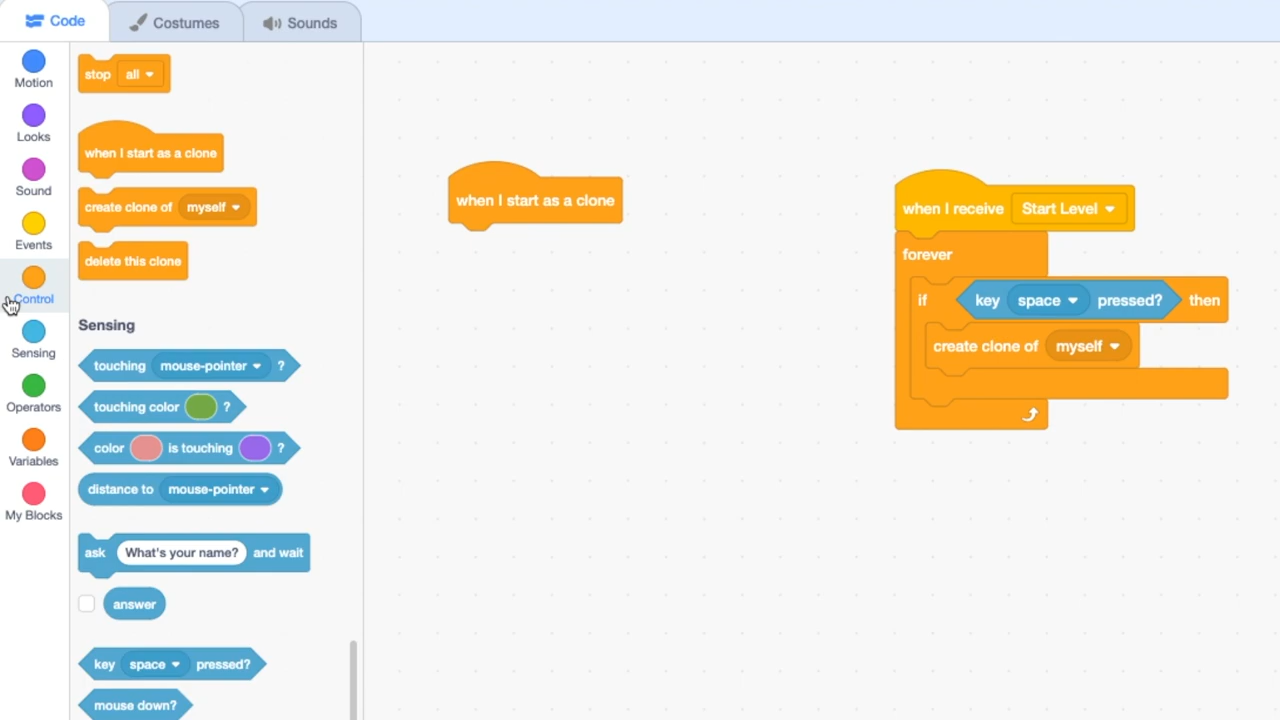 Code
Costumes
Sounds
Motion
Looks
Sound
Events
Control
Sensing
Operators
Variables
My Blocks
stop all
when I start as a clone
create clone of myself
delete this clone
Sensing
touching mouse-pointer ?
touching color ?
color is touching ?
distance to mouse-pointer
ask What's your name? and wait
answer
key space pressed?
mouse down?
when I start as a clone
when I receive Start Level
forever
if key space pressed? then
create clone of myself